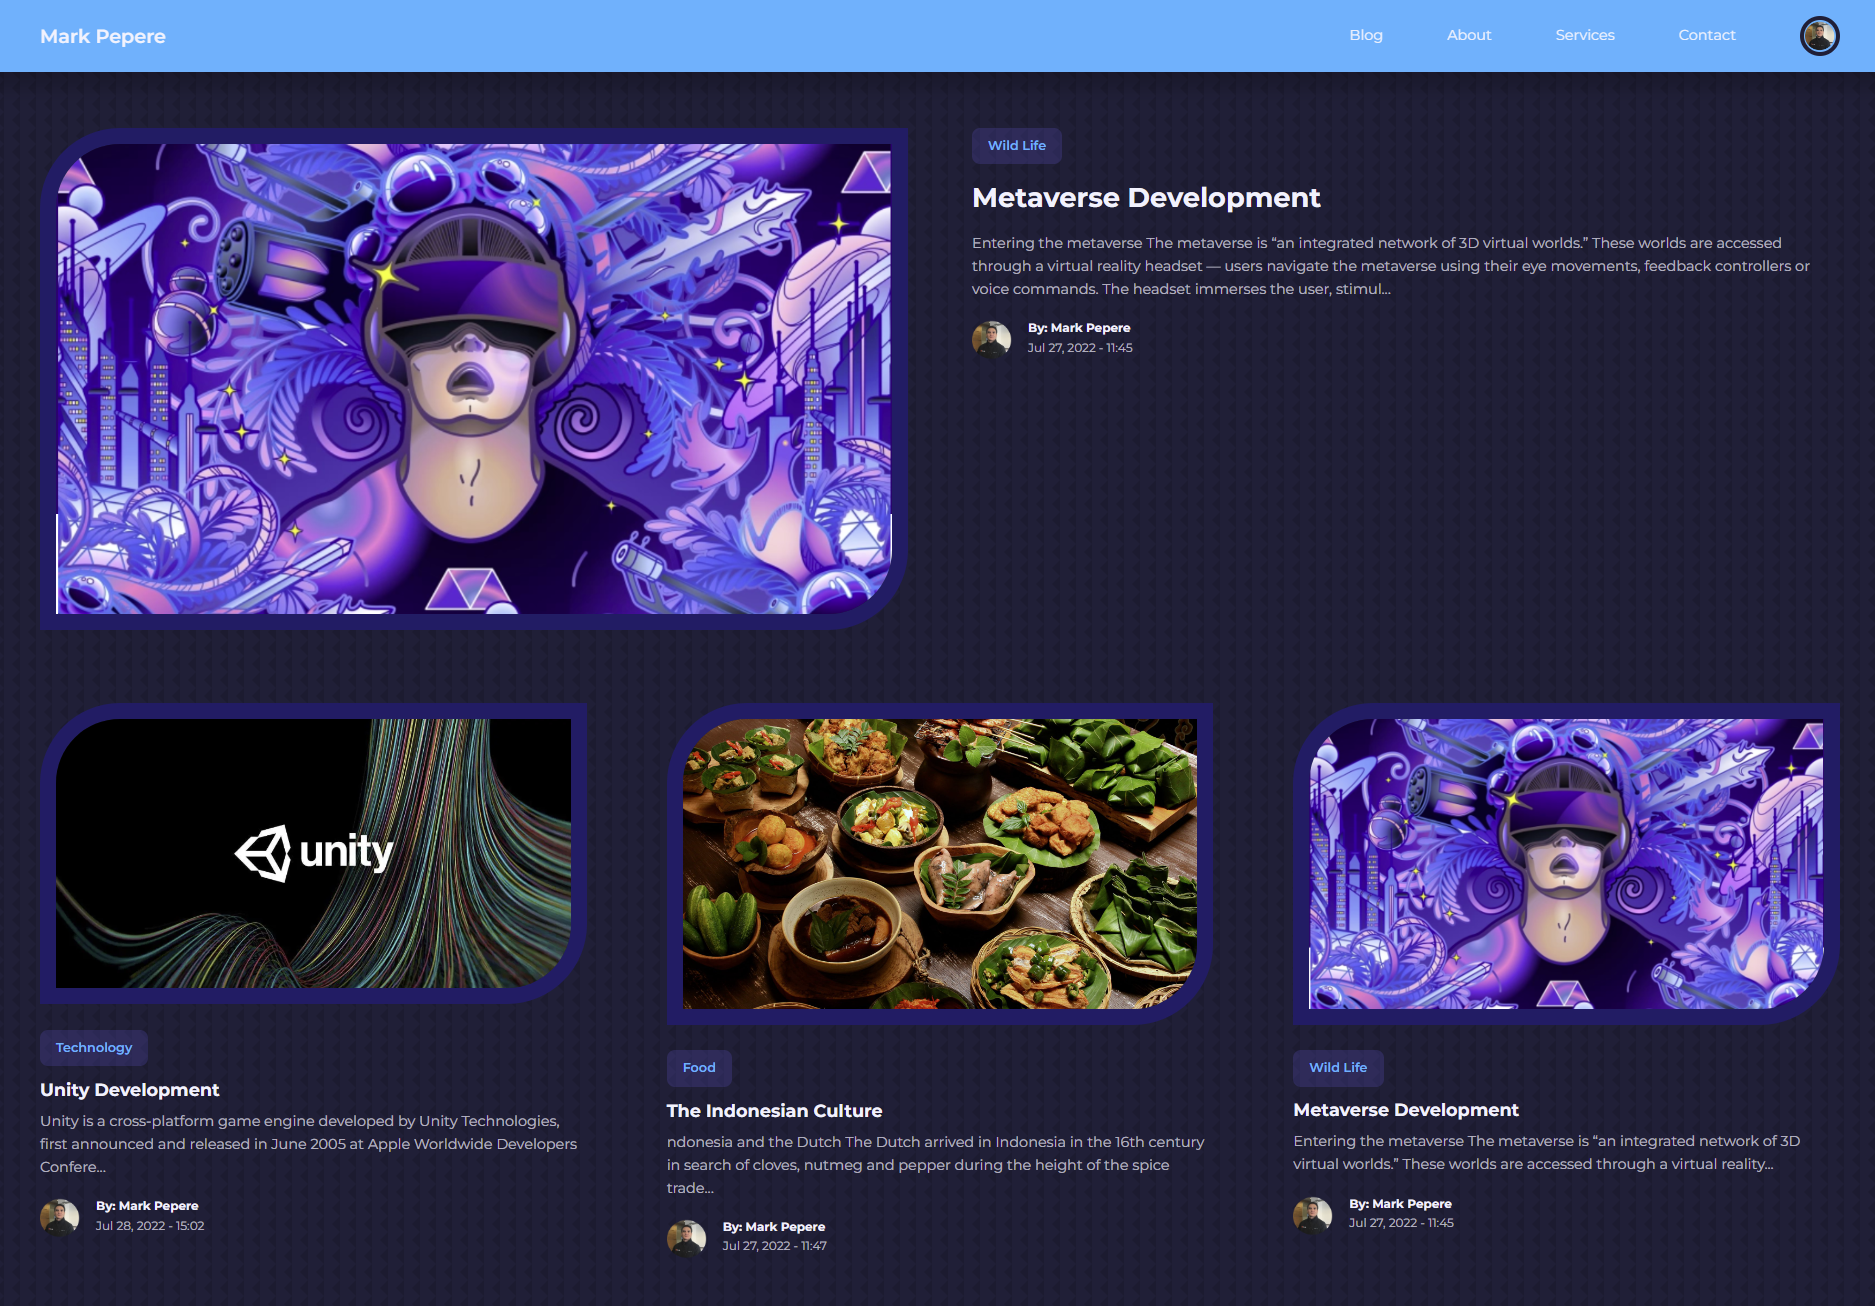 Mark Pepere
Blog
About
Services
Contact
Wild Life
Metaverse Development
Entering the metaverse The metaverse is “an integrated network of 3D virtual worlds.” These worlds are accessed
through a virtual reality headset — users navigate the metaverse using their eye movements, feedback controllers or
voice commands. The headset immerses the user, stimul...
By: Mark Pepere
Jul 27, 2022 - 11:45
unity
Technology
Unity Development
Unity is a cross-platform game engine developed by Unity Technologies,
first announced and released in June 2005 at Apple Worldwide Developers
Confere...
By: Mark Pepere
Jul 28, 2022 - 15:02
Food
The Indonesian Culture
ndonesia and the Dutch The Dutch arrived in Indonesia in the 16th century
in search of cloves, nutmeg and pepper during the height of the spice
trade...
By: Mark Pepere
Jul 27, 2022 - 11:47
Wild Life
Metaverse Development
Entering the metaverse The metaverse is “an integrated network of 3D
virtual worlds.” These worlds are accessed through a virtual reality...
By: Mark Pepere
Jul 27, 2022 - 11:45